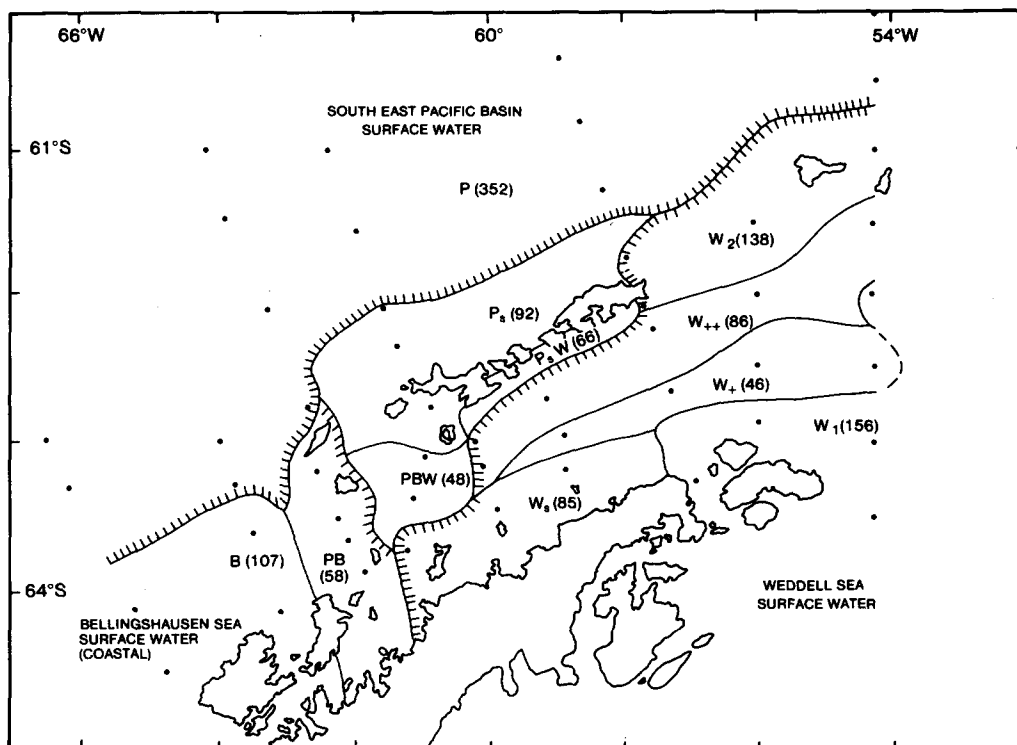 66°W 60° 54°W
SOUTH EAST PACIFIC BASIN
SURFACE WATER
61°S
P (352)
W₂(138)
Pₛ (92)
W₊₊ (86)
PₛW (66)
W₊ (46)
W₁(156)
PBW (48)
Wₛ(85)
B (107)
PB
(58)
64°S
WEDDELL SEA
SURFACE WATER
BELLINGSHAUSEN SEA
SURFACE WATER
(COASTAL)